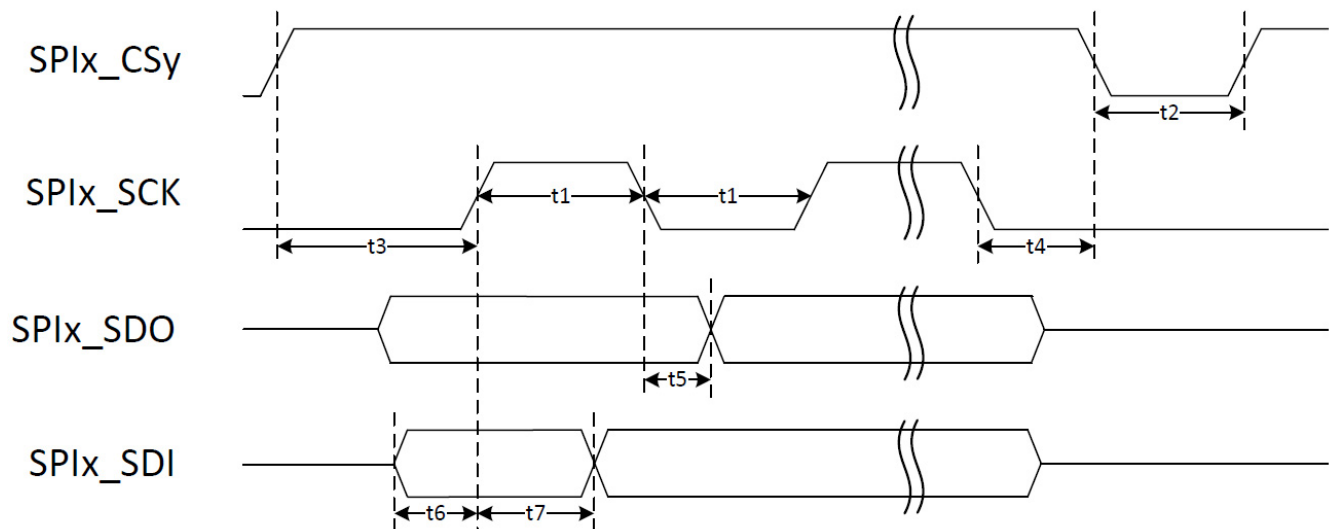 SPIx_CSy
t2
SPIx_SCK
t1 t1
t3 t4
SPIx_SDO
t5
SPIx_SDI
t6 t7